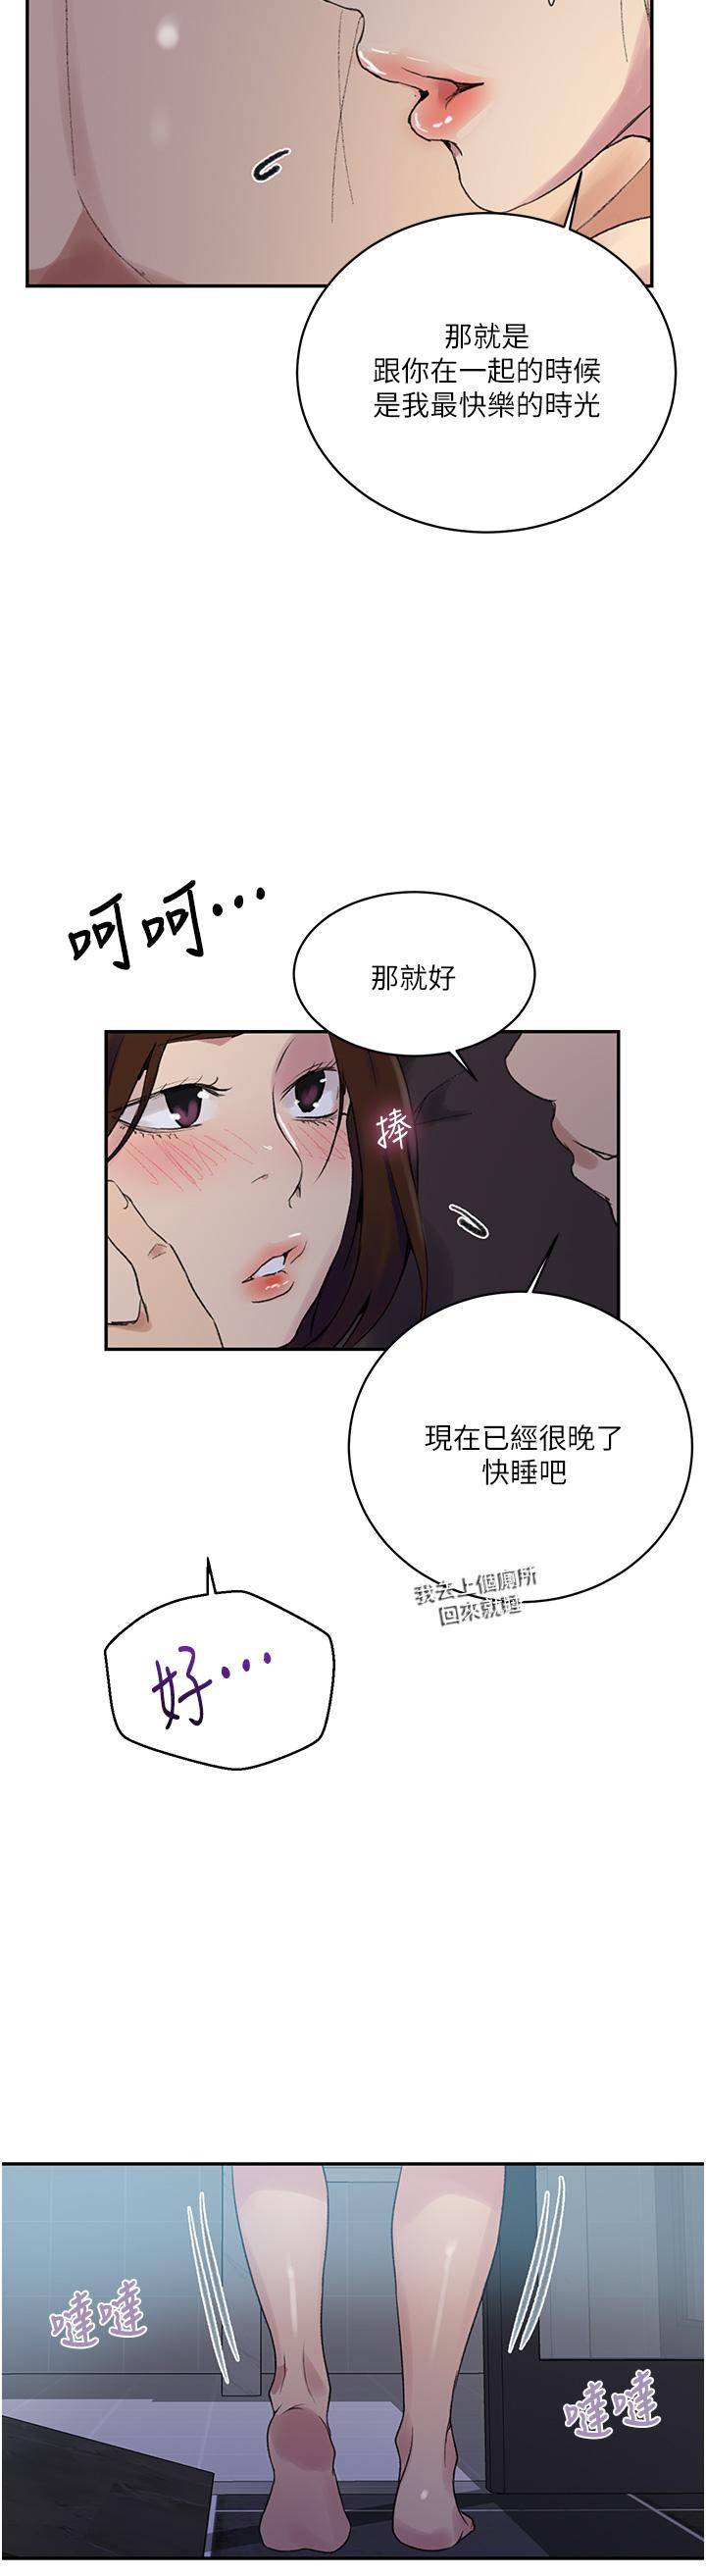 那就是
跟你在一起的時候
是我最快樂的時光
呵呵…
那就好
捧
現在已經很晚了
快睡吧
我去上個廁所
回來就睡
好…
噠噠
噠噠